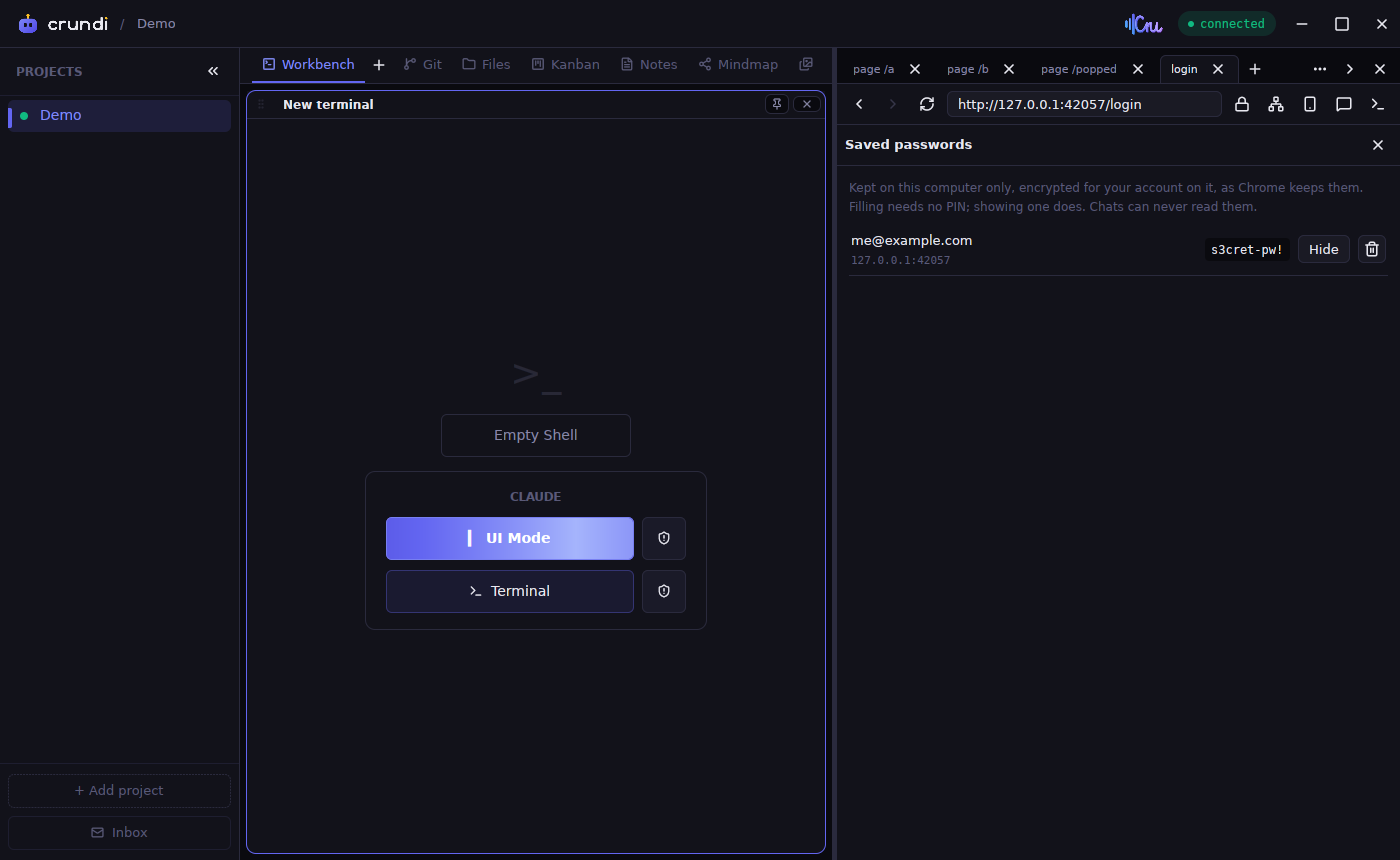 crundi / Demo
Cru
connected
PROJECTS
Demo
+ Add project
Inbox
Workbench
Git
Files
Kanban
Notes
Mindmap
New terminal
>_
Empty Shell
CLAUDE
UI Mode
Terminal
page /a
page /b
page /popped
login
http://127.0.0.1:42057/login
Saved passwords
Kept on this computer only, encrypted for your account on it, as Chrome keeps them.
Filling needs no PIN; showing one does. Chats can never read them.
me@example.com
127.0.0.1:42057
s3cret-pw!
Hide